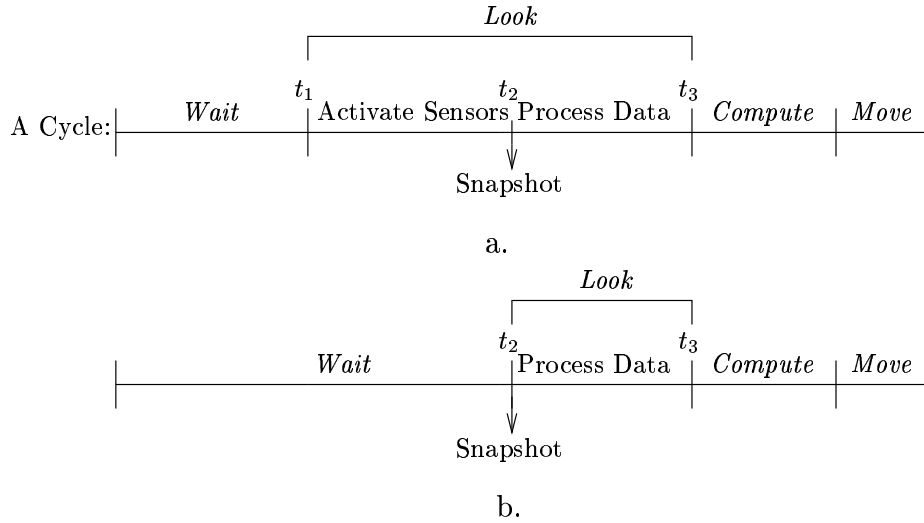 Look
t₁ t₂ t₃
A Cycle: Wait Activate Sensors Process Data Compute Move
Snapshot
a.
Look
t₂ t₃
Wait Process Data Compute Move
Snapshot
b.